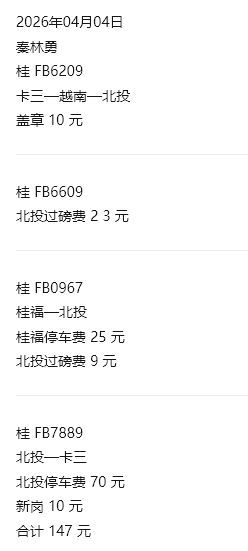 2026年04月04日
秦林勇
桂 FB6209
卡三—越南—北投
盖章 10 元
桂 FB6609
北投过磅费 2 3 元
桂 FB0967
桂福—北投
桂福停车费 25 元
北投过磅费 9 元
桂 FB7889
北投—卡三
北投停车费 70 元
新岗 10 元
合计 147 元